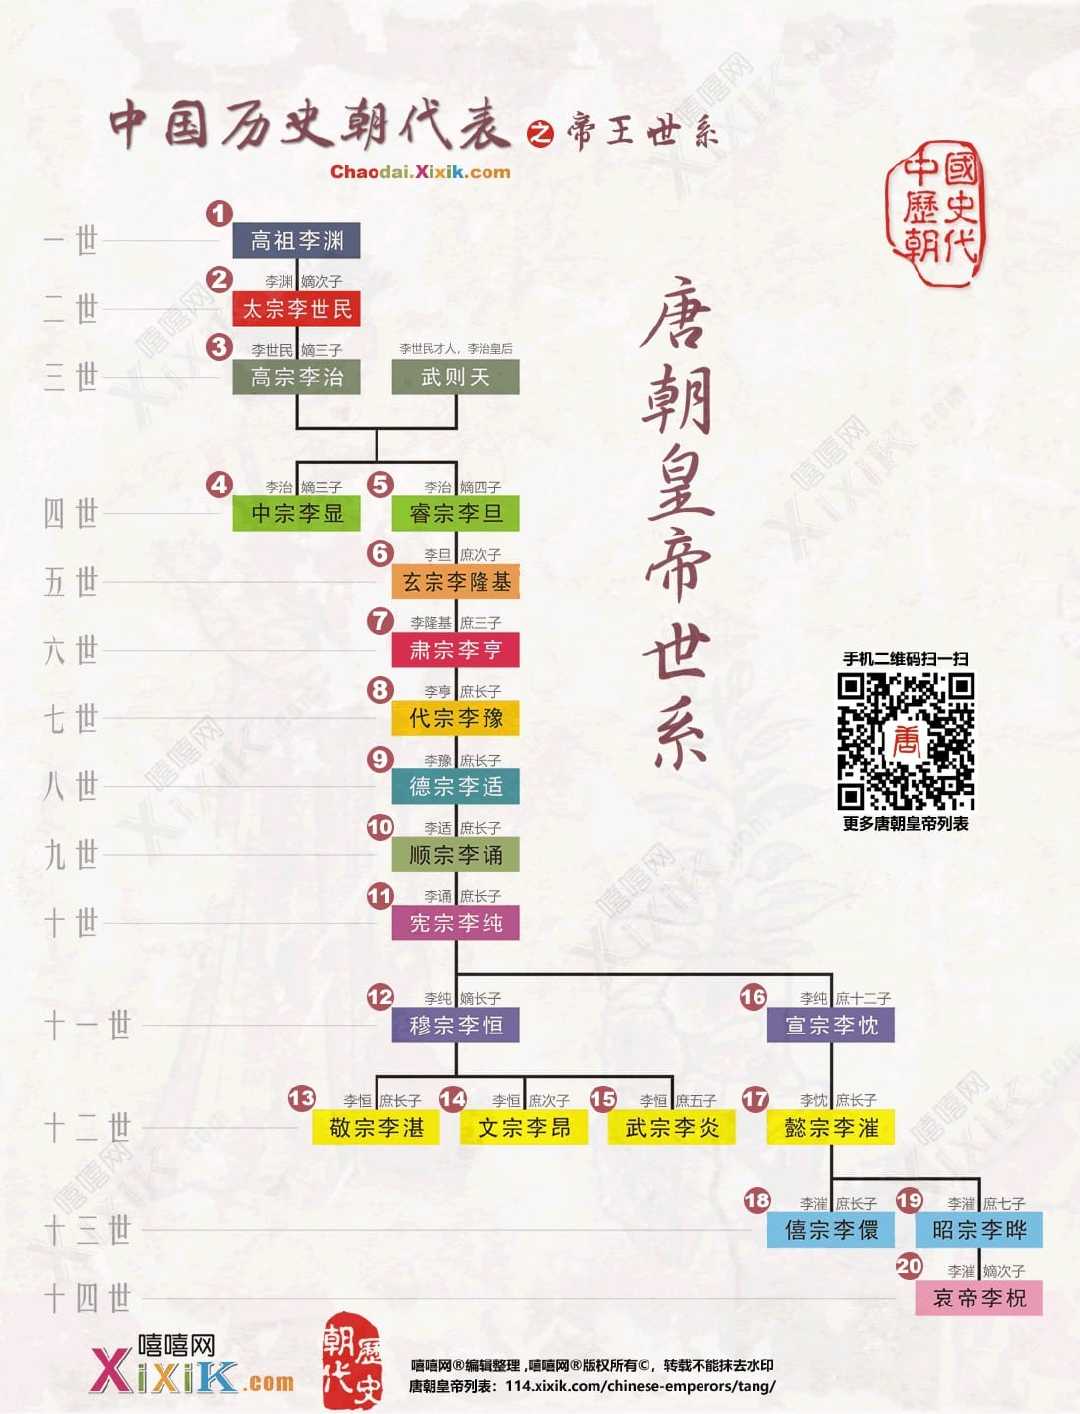 中国历史朝代表之帝王世系
Chaodai.Xixik.com
中國歷史朝代
唐朝皇帝世系
一世
1
高祖李渊
二世
2
李渊 嫡次子
太宗李世民
三世
3
李世民 嫡三子
高宗李治
李世民才人，李治皇后
武则天
四世
4
李治 嫡三子
中宗李显
5
李治 嫡四子
睿宗李旦
五世
6
李旦 庶次子
玄宗李隆基
六世
7
李隆基 庶三子
肃宗李亨
七世
8
李亨 庶长子
代宗李豫
八世
9
李豫 庶长子
德宗李适
九世
10
李适 庶长子
顺宗李诵
十世
11
李诵 庶长子
宪宗李纯
十一世
12
李纯 嫡长子
穆宗李恒
16
李纯 庶十二子
宣宗李忱
十二世
13
李恒 庶长子
敬宗李湛
14
李恒 庶次子
文宗李昂
15
李恒 庶五子
武宗李炎
17
李忱 庶长子
懿宗李漼
十三世
18
李漼 庶长子
僖宗李儇
19
李漼 庶七子
昭宗李晔
十四世
20
李漼 嫡次子
哀帝李柷
手机二维码扫一扫
唐
更多唐朝皇帝列表
嘻嘻网
XixiK.com
朝代歷史
嘻嘻网®编辑整理 ,嘻嘻网®版权所有©，转载不能抹去水印
唐朝皇帝列表：114.xixik.com/chinese-emperors/tang/